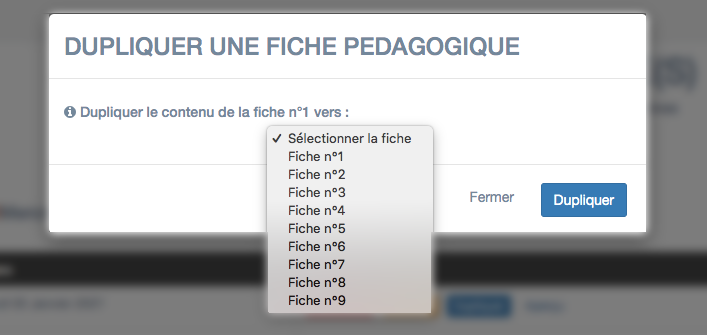 DUPLIQUER UNE FICHE PEDAGOGIQUE
(S)
Dupliquer le contenu de la fiche n°1 vers :
✓ Sélectionner la fiche
Fiche n°1
Fiche n°2
Fiche n°3
Fiche n°4
Fiche n°5
Fiche n°6
Fiche n°7
Fiche n°8
Fiche n°9
Fermer
Dupliquer